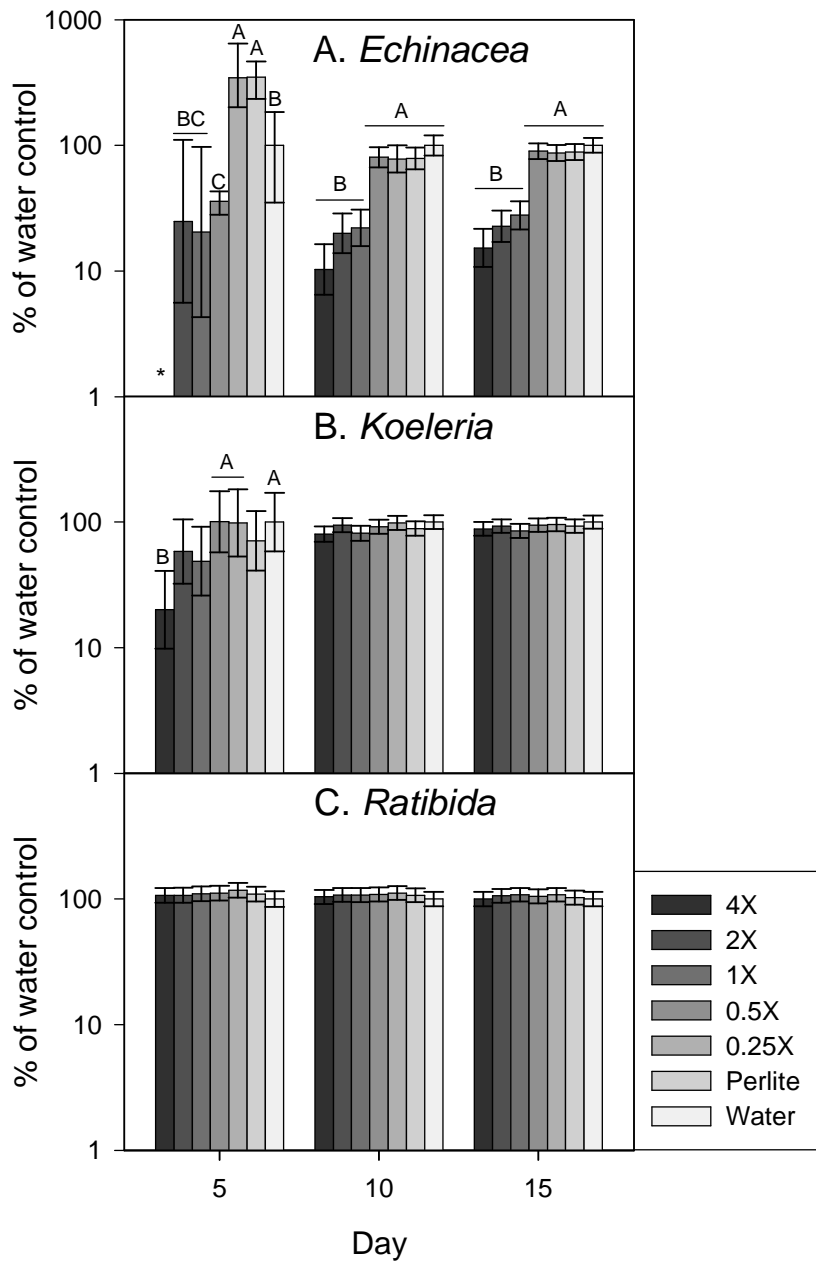 A. Echinacea
% of water control
1000
100
10
1
BC
C
A
A
B
B
A
B
A
*
B. Koeleria
% of water control
100
10
1
B
A
A
C. Ratibida
% of water control
100
10
1
5
10
15
Day
4X
2X
1X
0.5X
0.25X
Perlite
Water